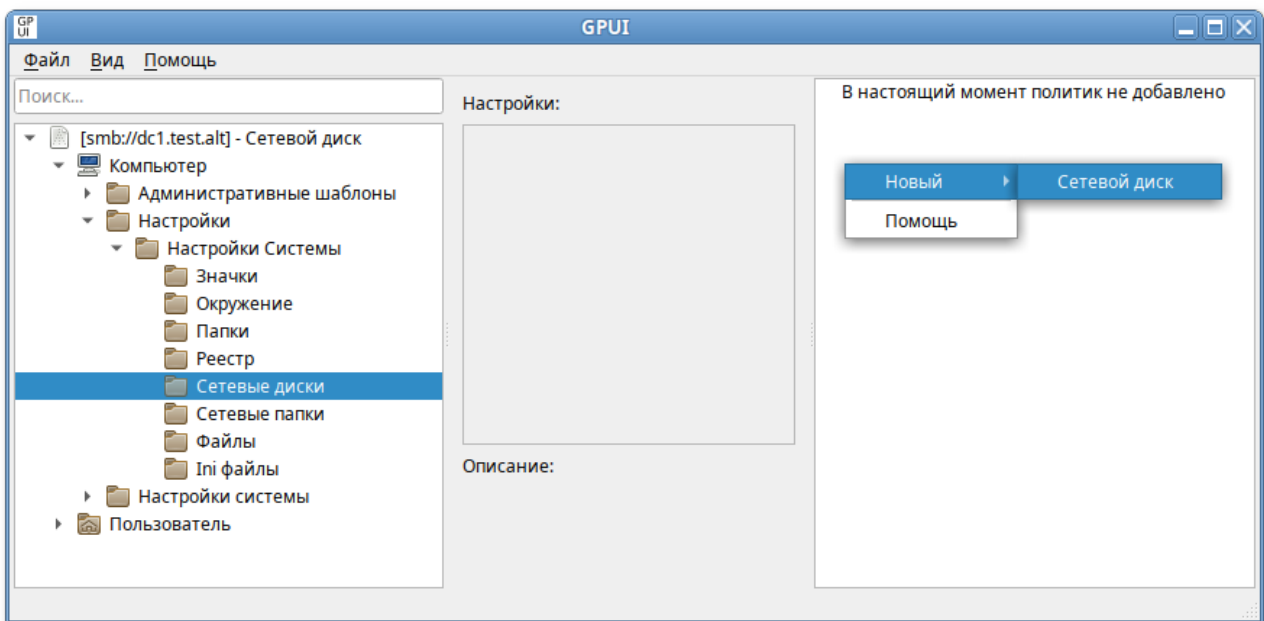 GP
UI
GPUI
Файл Вид Помощь
Поиск...
[smb://dc1.test.alt] - Сетевой диск
Компьютер
Административные шаблоны
Настройки
Настройки Системы
Значки
Окружение
Папки
Реестр
Сетевые диски
Сетевые папки
Файлы
Ini файлы
Настройки системы
Пользователь
Настройки:
Описание:
В настоящий момент политик не добавлено
Новый
Сетевой диск
Помощь